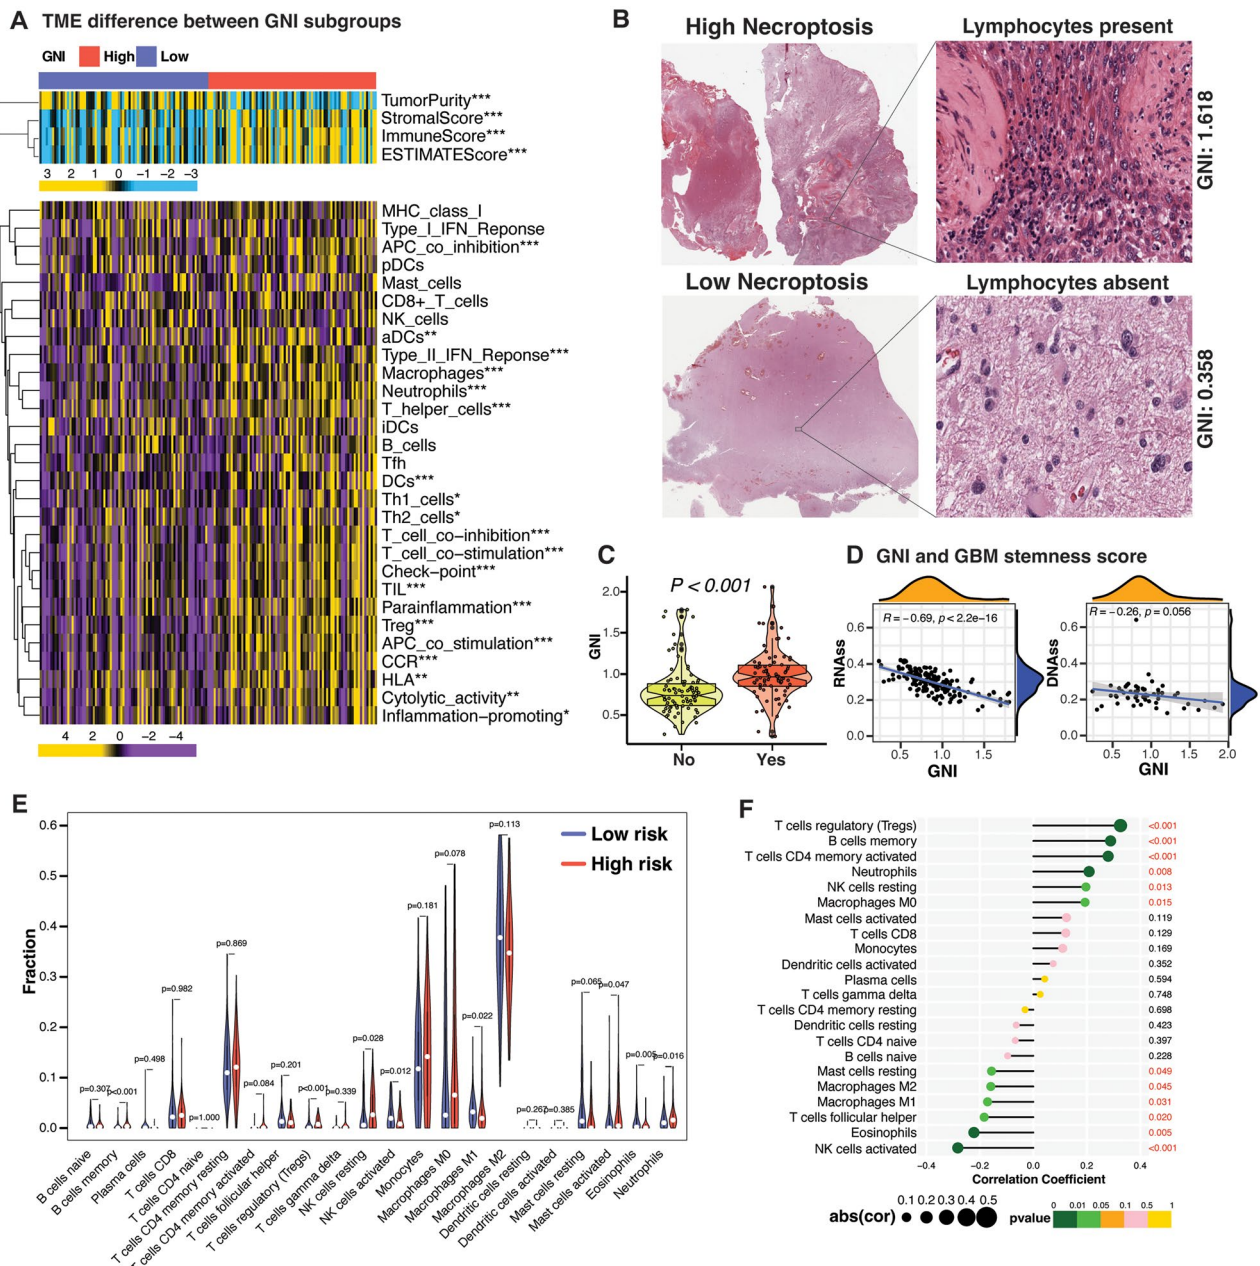 A TME difference between GNI subgroups
GNI High Low
TumorPurity***
StromalScore***
ImmuneScore***
ESTIMATEScore***
3 2 1 0 −1 −2 −3
MHC_class_I
Type_I_IFN_Reponse
APC_co_inhibition***
pDCs
Mast_cells
CD8+_T_cells
NK_cells
aDCs**
Type_II_IFN_Reponse***
Macrophages***
Neutrophils***
T_helper_cells***
iDCs
B_cells
Tfh
DCs***
Th1_cells*
Th2_cells*
T_cell_co−inhibition***
T_cell_co−stimulation***
Check−point***
TIL***
Parainflammation***
Treg***
APC_co_stimulation***
CCR***
HLA**
Cytolytic_activity**
Inflammation−promoting*
4 2 0 −2 −4
B
High Necroptosis
Lymphocytes present
GNI: 1.618
Low Necroptosis
Lymphocytes absent
GNI: 0.358
C
P < 0.001
GNI
2.0
1.5
1.0
0.5
No Yes
D GNI and GBM stemness score
R = −0.69, p < 2.2e−16
RNAss
0.6
0.4
0.2
0.0
0.5 1.0 1.5
GNI
R = −0.26, p = 0.056
DNAss
0.6
0.4
0.2
0.0
0.5 1.0 1.5 2.0
GNI
E
Fraction
0.6
0.5
0.4
0.3
0.2
0.1
0.0
Low risk
High risk
p=0.307
p<0.001
p=0.498
p=0.982
p=1.000
p=0.869
p=0.084
p=0.201
p<0.001
p=0.339
p=0.028
p=0.012
p=0.181
p=0.078
p=0.022
p=0.113
p=0.267
p=0.385
p=0.065
p=0.047
p=0.005
p=0.016
B cells naive
B cells memory
Plasma cells
T cells CD8
T cells CD4 naive
T cells CD4 memory resting
T cells CD4 memory activated
T cells follicular helper
T cells regulatory (Tregs)
T cells gamma delta
NK cells resting
NK cells activated
Monocytes
Macrophages M0
Macrophages M1
Macrophages M2
Dendritic cells resting
Dendritic cells activated
Mast cells resting
Mast cells activated
Eosinophils
Neutrophils
F
T cells regulatory (Tregs) <0.001
B cells memory <0.001
T cells CD4 memory activated <0.001
Neutrophils 0.008
NK cells resting 0.013
Macrophages M0 0.015
Mast cells activated 0.119
T cells CD8 0.129
Monocytes 0.169
Dendritic cells activated 0.352
Plasma cells 0.594
T cells gamma delta 0.748
T cells CD4 memory resting 0.698
Dendritic cells resting 0.423
T cells CD4 naive 0.397
B cells naive 0.228
Mast cells resting 0.049
Macrophages M2 0.045
Macrophages M1 0.031
T cells follicular helper 0.020
Eosinophils 0.005
NK cells activated <0.001
−0.4 −0.2 0.0 0.2 0.4
Correlation Coefficient
0.1 0.2 0.3 0.4 0.5
abs(cor)
pvalue
0 0.01 0.05 0.1 0.5 1